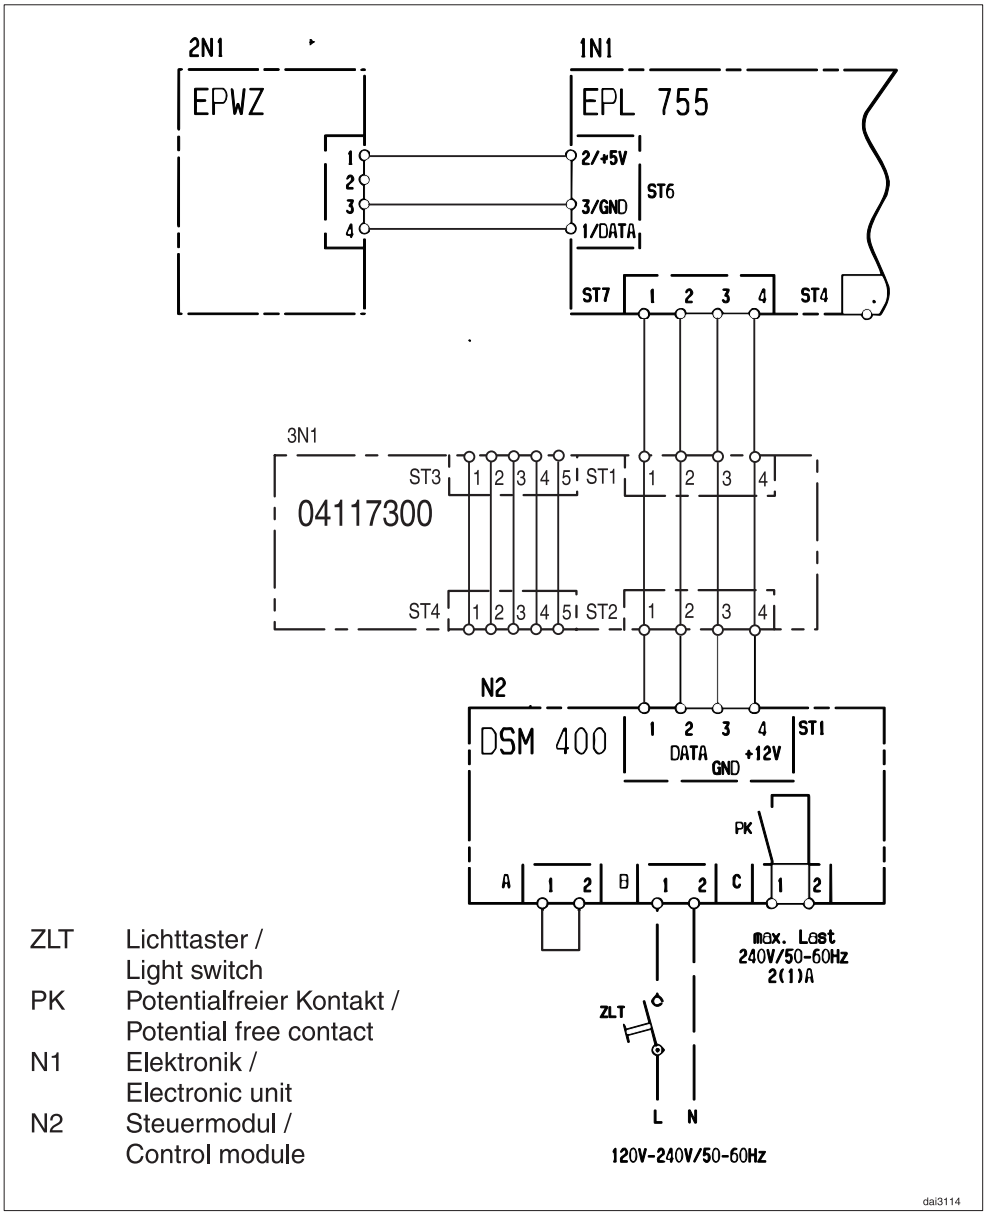 2N1
1N1
EPWZ
EPL 755
1
2/+5V
2
ST6
3
3/GND
4
1/DATA
ST7 1 2 3 4 ST4
3N1
ST3 1 2 3 4 5 ST1 1 2 3 4
04117300
ST4 1 2 3 4 5 ST2 1 2 3 4
N2
DSM 400
1 2 3 4 ST1
DATA +12V
GND
PK
A 1 2 B 1 2 C 1 2
max. Last
240V/50-60Hz
2(1)A
ZLT
L N
120V-240V/50-60Hz
ZLT Lichttaster /
Light switch
PK Potentialfreier Kontakt /
Potential free contact
N1 Elektronik /
Electronic unit
N2 Steuermodul /
Control module
dai3114